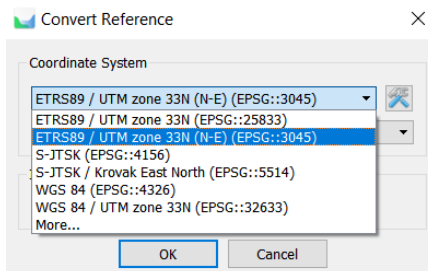 Convert Reference
Coordinate System
ETRS89 / UTM zone 33N (N-E) (EPSG::3045)
ETRS89 / UTM zone 33N (EPSG::25833)
ETRS89 / UTM zone 33N (N-E) (EPSG::3045)
S-JTSK (EPSG::4156)
S-JTSK / Krovak East North (EPSG::5514)
WGS 84 (EPSG::4326)
WGS 84 / UTM zone 33N (EPSG::32633)
More...
OK
Cancel